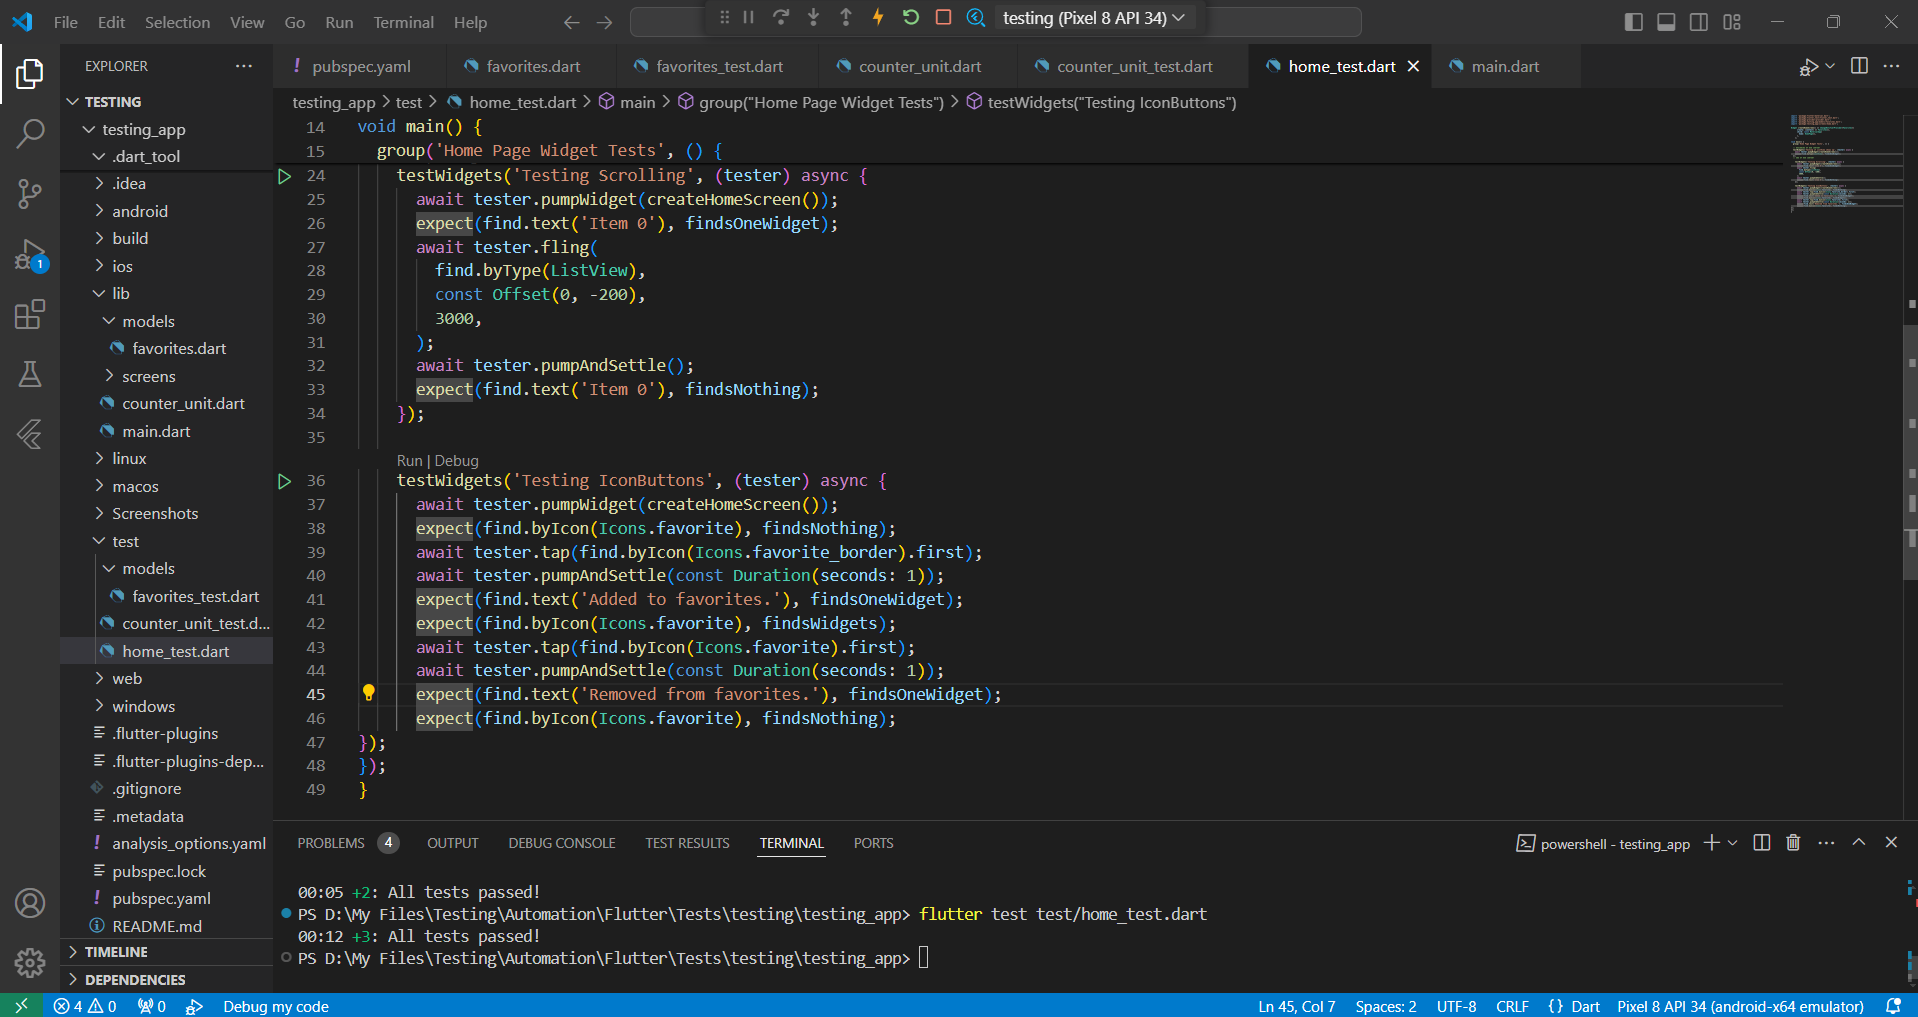 File Edit Selection View Go Run Terminal Help
testing (Pixel 8 API 34)
EXPLORER
TESTING
testing_app
.dart_tool
.idea
android
build
ios
lib
models
favorites.dart
screens
counter_unit.dart
main.dart
linux
macos
Screenshots
test
models
favorites_test.dart
counter_unit_test.d...
home_test.dart
web
windows
.flutter-plugins
.flutter-plugins-dep...
.gitignore
.metadata
! analysis_options.yaml
pubspec.lock
! pubspec.yaml
README.md
TIMELINE
DEPENDENCIES
! pubspec.yaml favorites.dart favorites_test.dart counter_unit.dart counter_unit_test.dart home_test.dart main.dart
testing_app > test > home_test.dart > main > group("Home Page Widget Tests") > testWidgets("Testing IconButtons")
14 void main() {
15 group('Home Page Widget Tests', () {
24 testWidgets('Testing Scrolling', (tester) async {
25 await tester.pumpWidget(createHomeScreen());
26 expect(find.text('Item 0'), findsOneWidget);
27 await tester.fling(
28 find.byType(ListView),
29 const Offset(0, -200),
30 3000,
31 );
32 await tester.pumpAndSettle();
33 expect(find.text('Item 0'), findsNothing);
34 });
35
Run | Debug
36 testWidgets('Testing IconButtons', (tester) async {
37 await tester.pumpWidget(createHomeScreen());
38 expect(find.byIcon(Icons.favorite), findsNothing);
39 await tester.tap(find.byIcon(Icons.favorite_border).first);
40 await tester.pumpAndSettle(const Duration(seconds: 1));
41 expect(find.text('Added to favorites.'), findsOneWidget);
42 expect(find.byIcon(Icons.favorite), findsWidgets);
43 await tester.tap(find.byIcon(Icons.favorite).first);
44 await tester.pumpAndSettle(const Duration(seconds: 1));
45 expect(find.text('Removed from favorites.'), findsOneWidget);
46 expect(find.byIcon(Icons.favorite), findsNothing);
47 });
48 });
49 }
PROBLEMS 4 OUTPUT DEBUG CONSOLE TEST RESULTS TERMINAL PORTS
powershell - testing_app
00:05 +2: All tests passed!
PS D:\My Files\Testing\Automation\Flutter\Tests\testing\testing_app> flutter test test/home_test.dart
00:12 +3: All tests passed!
PS D:\My Files\Testing\Automation\Flutter\Tests\testing\testing_app>
1
4 0 0 Debug my code Ln 45, Col 7 Spaces: 2 UTF-8 CRLF {} Dart Pixel 8 API 34 (android-x64 emulator)